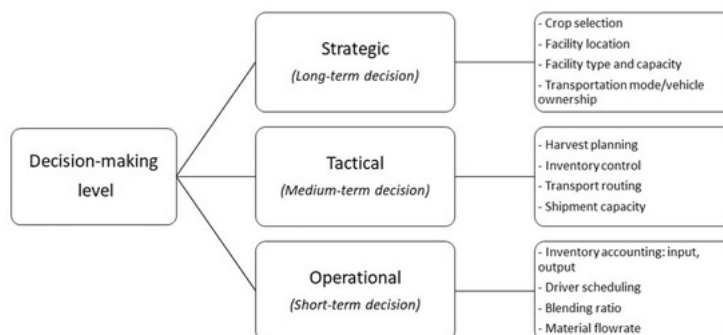 Decision-making
level
Strategic
(Long-term decision)
- Crop selection
- Facility location
- Facility type and capacity
- Transportation mode/vehicle
ownership
Tactical
(Medium-term decision)
- Harvest planning
- Inventory control
- Transport routing
- Shipment capacity
Operational
(Short-term decision)
- Inventory accounting: input,
output
- Driver scheduling
- Blending ratio
- Material flowrate